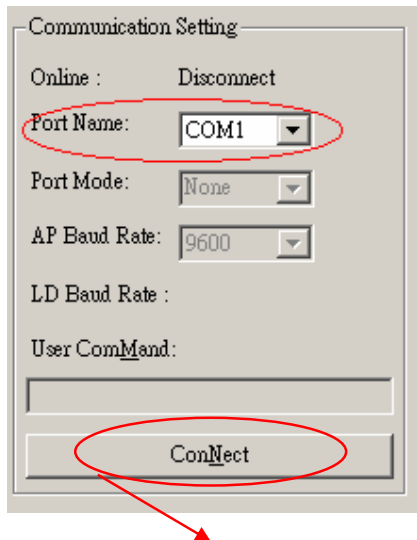 Communication Setting
Online : Disconnect
Port Name: COM1
Port Mode: None
AP Baud Rate: 9600
LD Baud Rate :
User ComMand:
ConNect